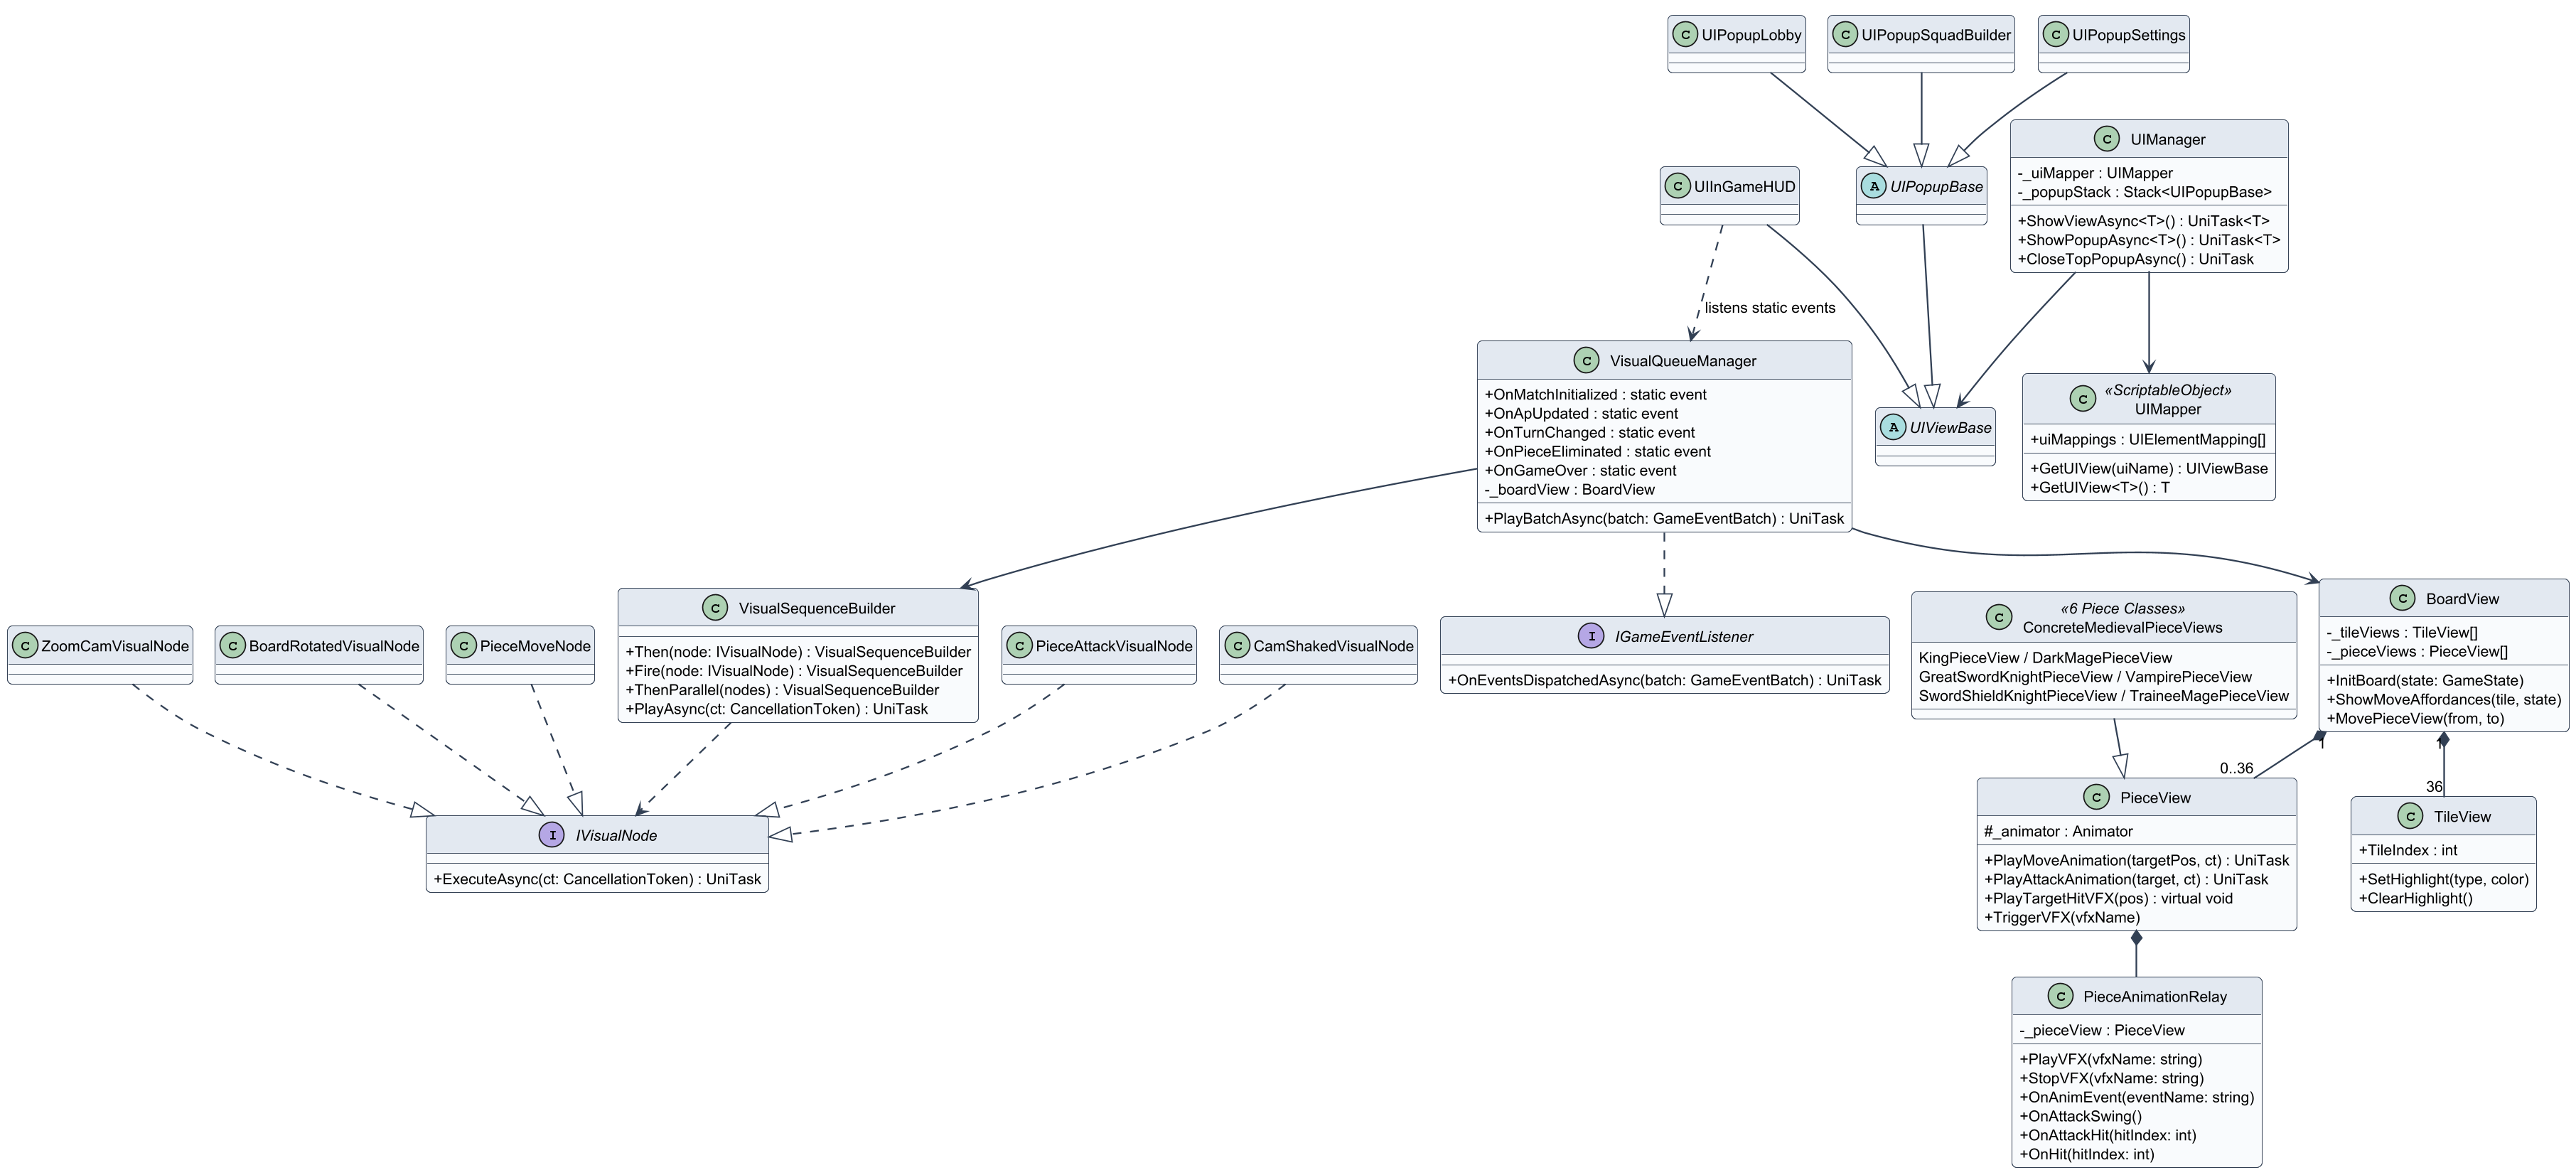 C UIPopupLobby
C UIPopupSquadBuilder
C UIPopupSettings
C UIManager
-_uiMapper : UIMapper
-_popupStack : Stack<UIPopupBase>
+ShowViewAsync<T>() : UniTask<T>
+ShowPopupAsync<T>() : UniTask<T>
+CloseTopPopupAsync() : UniTask
C UIInGameHUD
A UIPopupBase
listens static events
C VisualQueueManager
+OnMatchInitialized : static event
+OnApUpdated : static event
+OnTurnChanged : static event
+OnPieceEliminated : static event
+OnGameOver : static event
-_boardView : BoardView
+PlayBatchAsync(batch: GameEventBatch) : UniTask
A UIViewBase
C «ScriptableObject»
UIMapper
+uiMappings : UIElementMapping[]
+GetUIView(uiName) : UIViewBase
+GetUIView<T>() : T
C ZoomCamVisualNode
C BoardRotatedVisualNode
C PieceMoveNode
C VisualSequenceBuilder
+Then(node: IVisualNode) : VisualSequenceBuilder
+Fire(node: IVisualNode) : VisualSequenceBuilder
+ThenParallel(nodes) : VisualSequenceBuilder
+PlayAsync(ct: CancellationToken) : UniTask
C PieceAttackVisualNode
C CamShakedVisualNode
I IGameEventListener
+OnEventsDispatchedAsync(batch: GameEventBatch) : UniTask
C «6 Piece Classes»
ConcreteMedievalPieceViews
KingPieceView / DarkMagePieceView
GreatSwordKnightPieceView / VampirePieceView
SwordShieldKnightPieceView / TraineeMagePieceView
C BoardView
-_tileViews : TileView[]
-_pieceViews : PieceView[]
+InitBoard(state: GameState)
+ShowMoveAffordances(tile, state)
+MovePieceView(from, to)
1
1
0..36
36
I IVisualNode
+ExecuteAsync(ct: CancellationToken) : UniTask
C PieceView
#_animator : Animator
+PlayMoveAnimation(targetPos, ct) : UniTask
+PlayAttackAnimation(target, ct) : UniTask
+PlayTargetHitVFX(pos) : virtual void
+TriggerVFX(vfxName)
C TileView
+TileIndex : int
+SetHighlight(type, color)
+ClearHighlight()
C PieceAnimationRelay
-_pieceView : PieceView
+PlayVFX(vfxName: string)
+StopVFX(vfxName: string)
+OnAnimEvent(eventName: string)
+OnAttackSwing()
+OnAttackHit(hitIndex: int)
+OnHit(hitIndex: int)